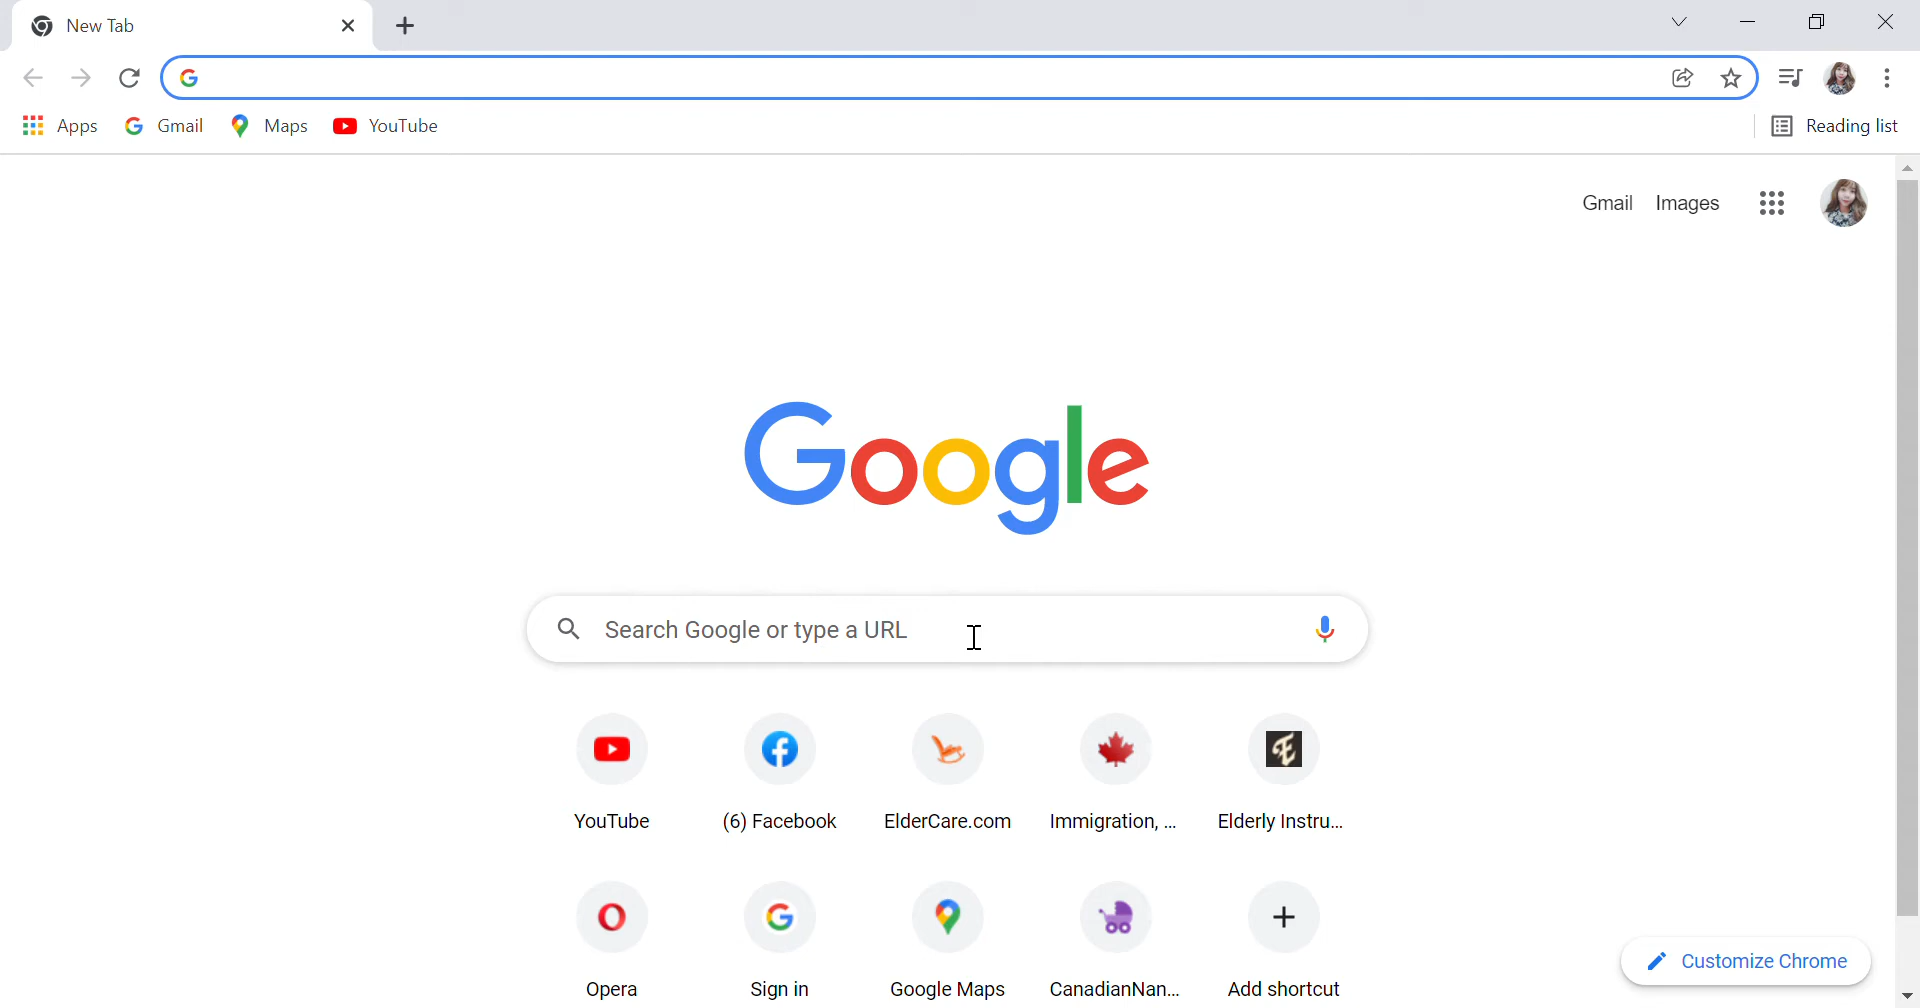 New Tab
Apps Gmail Maps YouTube Reading list
Gmail Images
Google
Search Google or type a URL
YouTube (6) Facebook ElderCare.com Immigration, ... Elderly Instru...
Customize Chrome
Opera Sign in Google Maps CanadianNan... Add shortcut